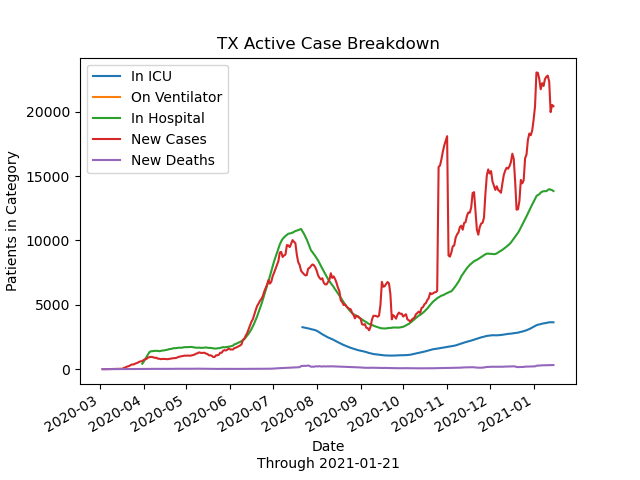 TX Active Case Breakdown
In ICU
On Ventilator
In Hospital
New Cases
New Deaths
Patients in Category
20000
15000
10000
5000
0
2020-03
2020-04
2020-05
2020-06
2020-07
2020-08
2020-09
2020-10
2020-11
2020-12
2021-01
Date
Through 2021-01-21